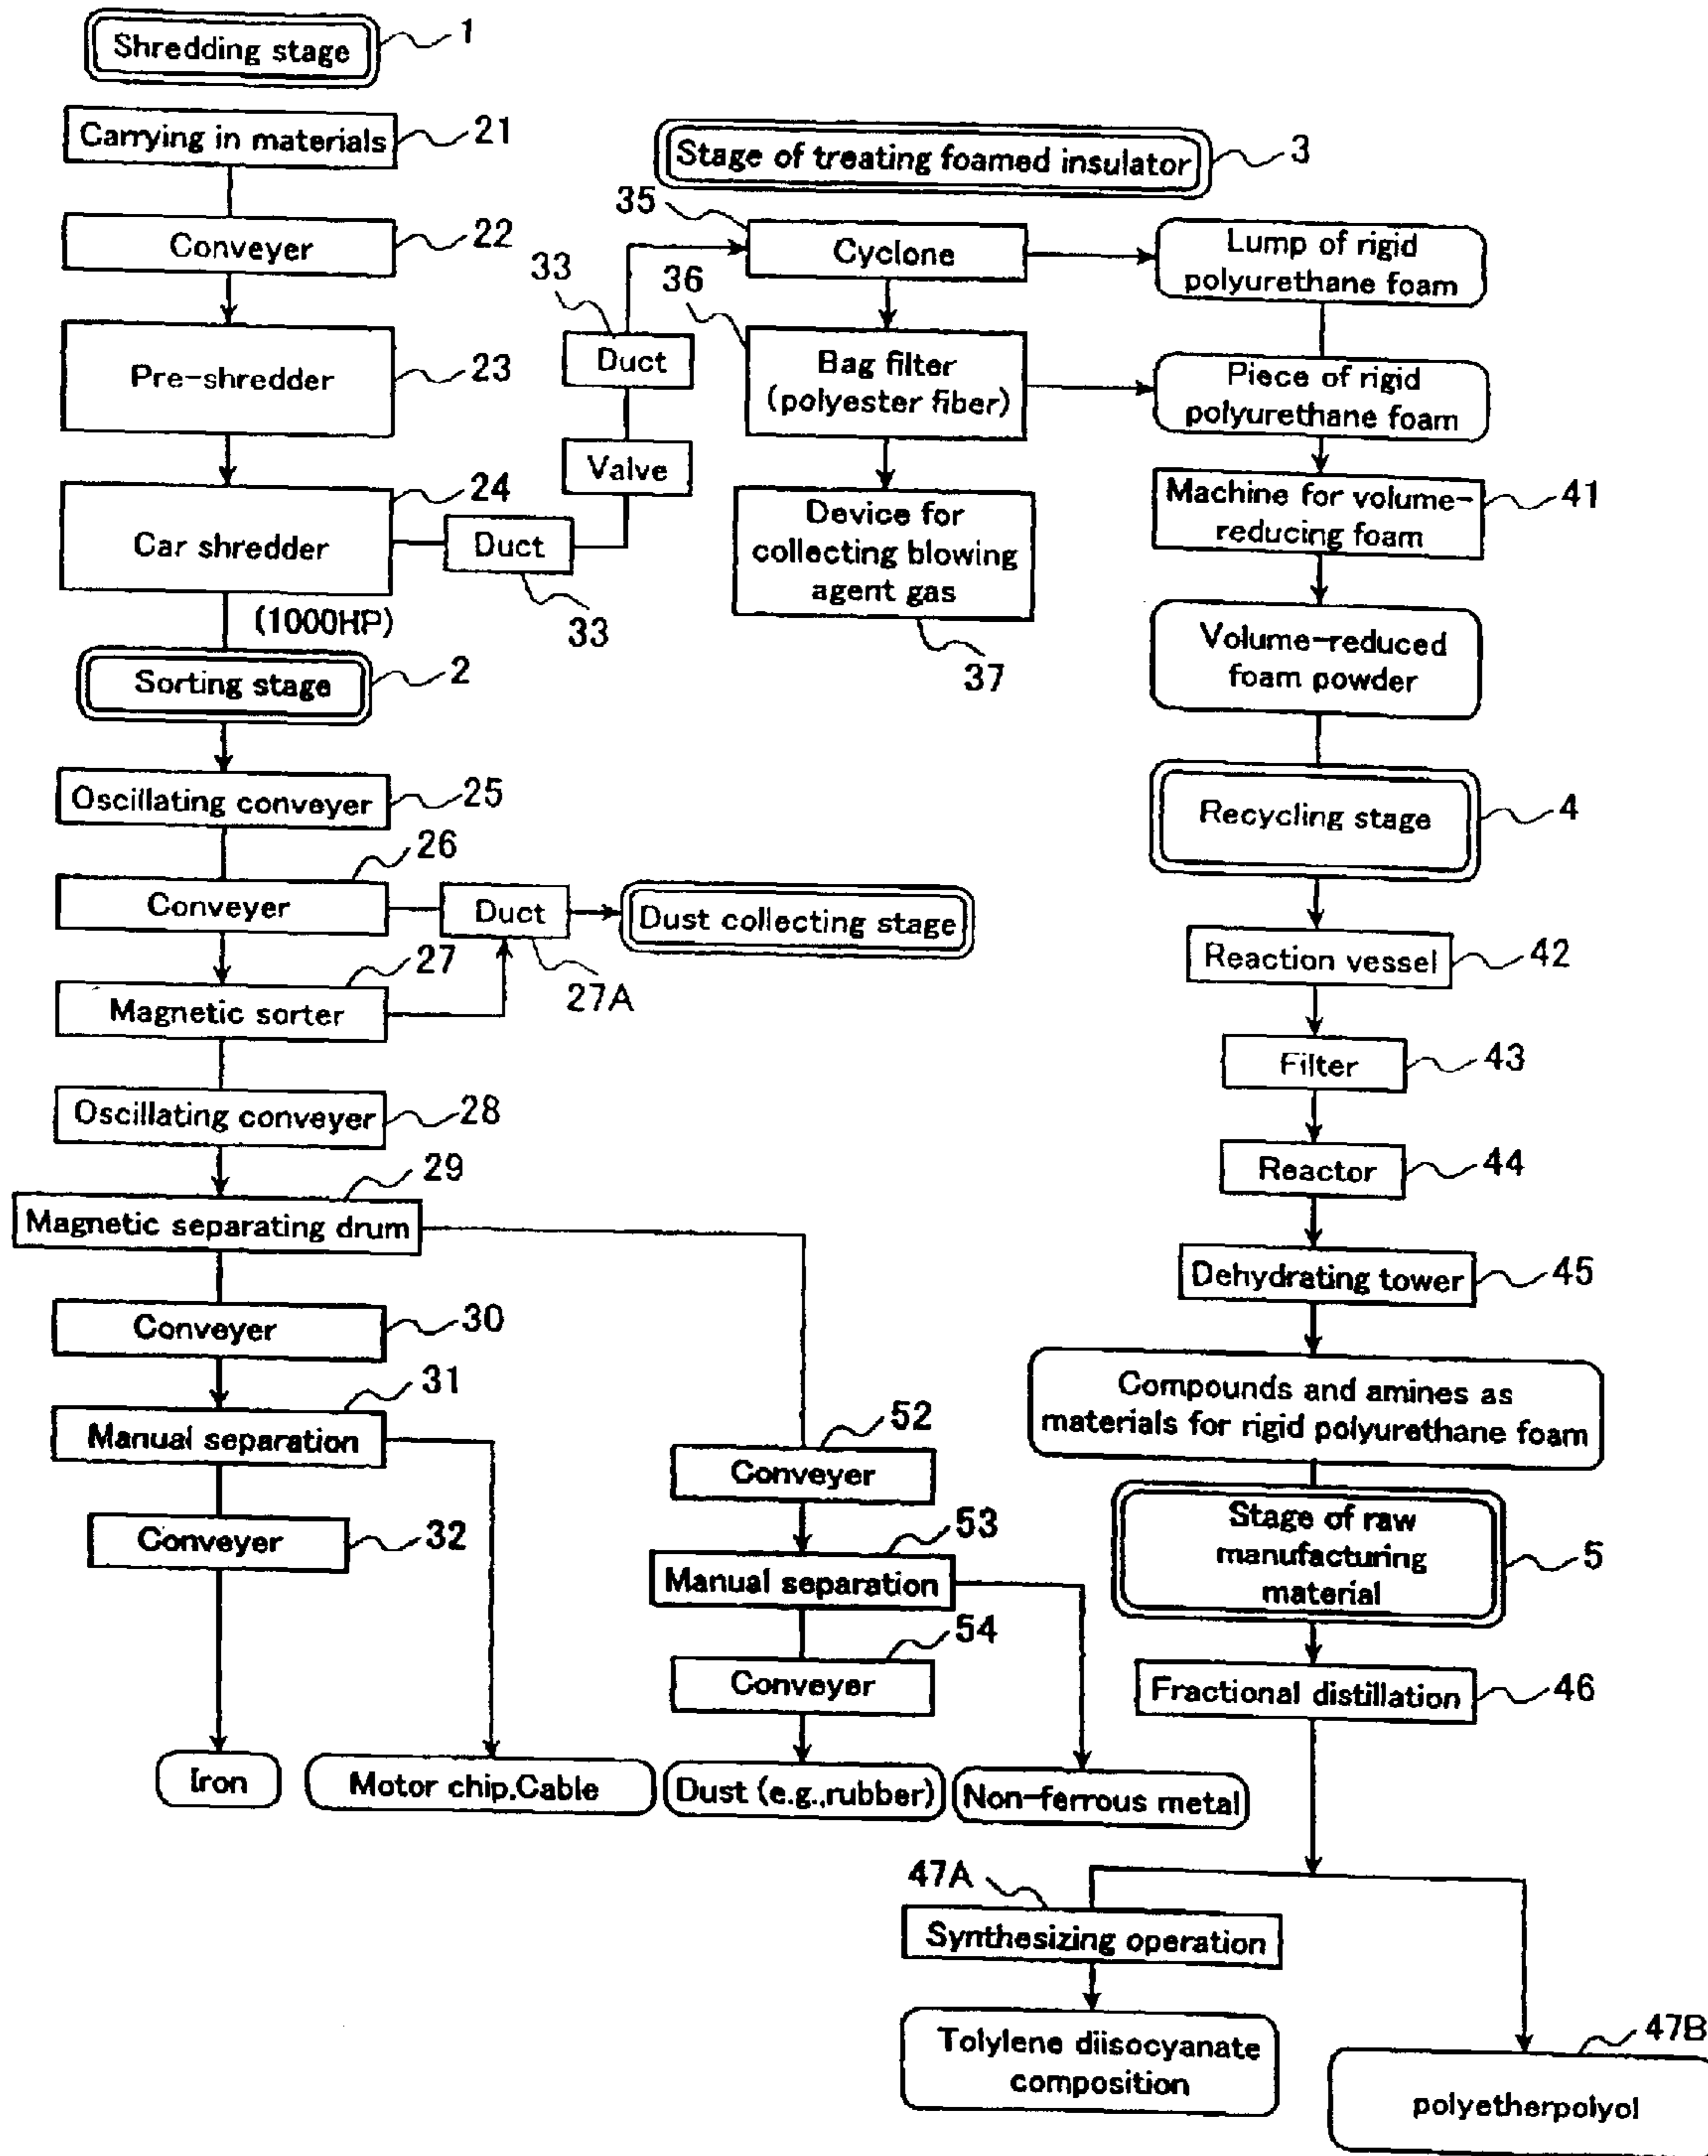 Shredding stage
1
Carrying in materials
21
Conveyer
22
Pre-shredder
23
Car shredder
24
(1000HP)
Duct
33
Valve
Duct
33
Sorting stage
2
Oscillating conveyer
25
Conveyer
26
Duct
27A
Dust collecting stage
Magnetic sorter
27
Oscillating conveyer
28
Magnetic separating drum
29
Conveyer
30
Manual separation
31
Conveyer
32
Iron
Motor chip.Cable
Conveyer
52
Manual separation
53
Conveyer
54
Dust (e.g.,rubber)
Non-ferrous metal
Stage of treating foamed insulator
3
35
Cyclone
36
Bag filter
(polyester fiber)
Device for
collecting blowing
agent gas
37
Lump of rigid
polyurethane foam
Piece of rigid
polyurethane foam
Machine for volume-
reducing foam
41
Volume-reduced
foam powder
Recycling stage
4
Reaction vessel
42
Filter
43
Reactor
44
Dehydrating tower
45
Compounds and amines as
materials for rigid polyurethane foam
Stage of raw
manufacturing
material
5
Fractional distillation
46
47A
Synthesizing operation
Tolylene diisocyanate
composition
47B
polyetherpolyol